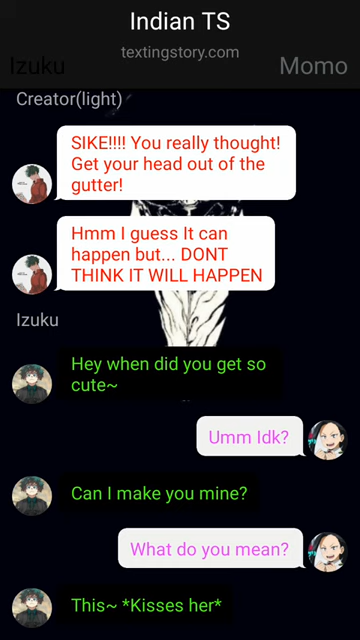 Indian TS
textingstory.com
Izuku
Momo
Creator(light)
SIKE!!!! You really thought!
Get your head out of the
gutter!
Hmm I guess It can
happen but... DONT
THINK IT WILL HAPPEN
Izuku
Hey when did you get so
cute~
Umm Idk?
Can I make you mine?
What do you mean?
This~ *Kisses her*